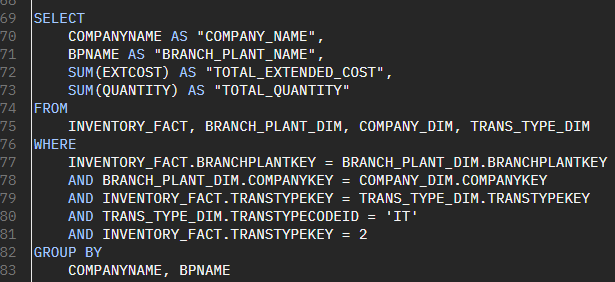 69 SELECT
70     COMPANYNAME AS "COMPANY_NAME",
71     BPNAME AS "BRANCH_PLANT_NAME",
72     SUM(EXTCOST) AS "TOTAL_EXTENDED_COST",
73     SUM(QUANTITY) AS "TOTAL_QUANTITY"
74 FROM
75     INVENTORY_FACT, BRANCH_PLANT_DIM, COMPANY_DIM, TRANS_TYPE_DIM
76 WHERE
77     INVENTORY_FACT.BRANCHPLANTKEY = BRANCH_PLANT_DIM.BRANCHPLANTKEY
78     AND BRANCH_PLANT_DIM.COMPANYKEY = COMPANY_DIM.COMPANYKEY
79     AND INVENTORY_FACT.TRANSTYPEKEY = TRANS_TYPE_DIM.TRANSTYPEKEY
80     AND TRANS_TYPE_DIM.TRANSTYPECODEID = 'IT'
81     AND INVENTORY_FACT.TRANSTYPEKEY = 2
82 GROUP BY
83     COMPANYNAME, BPNAME